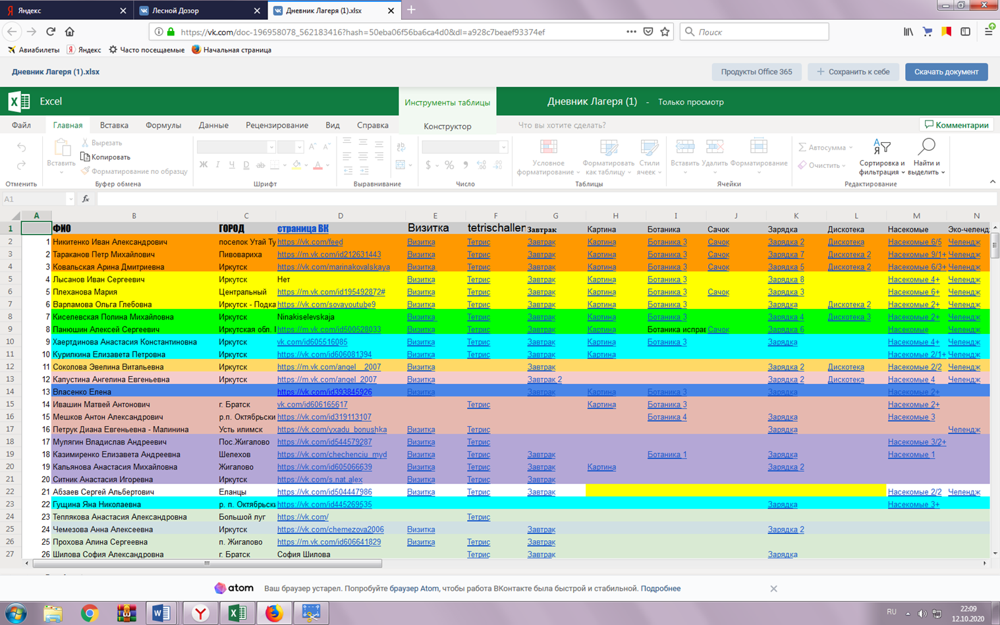 Яндекс
Лесной Дозор
Дневник Лагеря (1).xlsx
https://vk.com/doc-196958078_562183416?hash=50eba06f56ba6ca4d0&dl=a928c7beaef93374ef
Поиск
Авиабилеты Яндекс Часто посещаемые Начальная страница
Дневник Лагеря (1).xlsx
Продукты Office 365
Сохранить к себе
Скачать документ
Excel
Инструменты таблицы
Дневник Лагеря (1) - Только просмотр
Файл Главная Вставка Формулы Данные Рецензирование Вид Справка Конструктор Что вы хотите сделать? Комментарии
Вставить Вырезать
Копировать
Форматирование по образцу
Ж К Ч D ab
$ %
Условное форматирование
Форматировать как таблицу
Стили ячеек
Вставить Удалить Форматирование
Автосумма
Очистить
Сортировка и фильтрация
Найти и выделить
Отменить Буфер обмена Шрифт Выравнивание Число Таблицы Ячейки Редактирование
A1 fx
A B C D E F G H I J K L M N
1 ФИО ГОРОД страница ВК Визитка tetrischallen Завтрак Картина Ботаника Сачок Зарядка Дискотека Насекомые Эко-челенд
2 1 Никитенко Иван Александрович поселок Утай Ту https://vk.com/feed Визитка Тетрис Завтрак Картина Ботаника 3 Сачок Зарядка 2 Дискотека Насекомые 6/5 Челендж
3 2 Тараканов Петр Михайлович Пивовариха https://m.vk.com/id212631443 Визитка Тетрис Завтрак Картина Ботаника 3 Сачок Зарядка 7 Дискотека 2 Насекомые 9/1+ Челендж
4 3 Ковальская Арина Дмитриевна Иркутск https://vk.com/marinakovalskaya Визитка Тетрис Завтрак Картина Ботаника 3 Сачок Зарядка 5 Дискотека 2 Насекомые 6/3+ Челендж
5 4 Лысанов Иван Сергеевич Иркутск Нет Визитка Тетрис Завтрак Картина Ботаника 3 Зарядка 8 Насекомые 4+ Челендж
6 5 Плеханова Мария Центральный https://m.vk.com/id195492872# Визитка Тетрис Завтрак Картина Ботаника 3 Сачок Зарядка 3 Насекомые 6+ Челендж
7 6 Варламова Ольга Глебовна Иркутск - Подка https://vk.com/sovayoutube9 Визитка Тетрис Завтрак Картина Ботаника 3 Зарядка Дискотека 2 Насекомые 2+ Челендж
8 7 Киселевская Полина Михайловна Иркутск Ninakiselevskaja Визитка Тетрис Завтрак Картина Ботаника 3 Зарядка 4 Дискотека 3 Насекомые 2+ Челендж
9 8 Панюшин Алексей Сергеевич Иркутская обл. https://m.vk.com/id500528033 Визитка Тетрис Завтрак Картина Ботаника исправ Сачок Зарядка 6 Насекомые Челендж
10 9 Хаертдинова Анастасия Константиновна Иркутск vk.com/id605516085 Визитка Тетрис Завтрак Картина Ботаника 3 Зарядка Насекомые 4+ Челендж
11 10 Курилкина Елизавета Петровна Иркутск https://vk.com/id606081394 Визитка Тетрис Завтрак Картина Насекомые 2/1+ Челендж
12 11 Соколова Эвелина Витальевна Иркутск https://m.vk.com/angel__2007 Визитка Тетрис Завтрак Зарядка 2 Дискотека Насекомые 2/2 Челендж
13 12 Капустина Ангелина Евгеньевна Иркутск https://m.vk.com/angel_2007 Визитка Завтрак 2 Зарядка 2 Дискотека Насекомые 4 Челендж
14 13 Власенко Елена https://vk.com/id393845926 Визитка Завтрак Картина Ботаника 3 Зарядка Насекомые 2+
15 14 Ивашин Матвей Антонович г. Братск vk.com/id606165617 Тетрис Картина Ботаника 3 Насекомые 2+
16 15 Мешков Антон Александрович р.п. Октябрьски https://vk.com/id319113107 Ботаника 4 Зарядка Насекомые 3
17 16 Петрук Диана Евгеньевна - Малинина Усть илимск https://vk.com/yxadu_bonushka Визитка Тетрис Зарядка Челендж
18 17 Мулягин Владислав Андреевич Пос.Жигалово https://vk.com/id544579287 Визитка Тетрис Насекомые 3/2+
19 18 Казимиренко Елизавета Андреевна Шелехов https://vk.com/chechenciu_myd Визитка Тетрис Завтрак Ботаника 1 Зарядка Насекомые 1
20 19 Кальянова Анастасия Михайловна Жигалово https://vk.com/id605066639 Визитка Тетрис Завтрак Картина Зарядка 2
21 20 Ситник Анастасия Игоревна Иркутск https://vk.com/s.nat.alex Визитка Тетрис Завтрак
22 21 Абзаев Сергей Альбертович Еланцы https://vk.com/id504447986 Визитка Тетрис Завтрак Насекомые 2/2 Челендж
23 22 Гущина Яна Николаевна р. п. Октябрьски https://vk.com/id445269535 Зарядка Насекомые 3+
24 23 Теплякова Анастасия Александровна Большой луг https://vk.com/ Тетрис
25 24 Чемезова Анна Алексеевна Иркутск https://vk.com/chemezova2006 Визитка Завтрак Зарядка 2
26 25 Прохова Алина Сергеевна п. Жигалово https://m.vk.com/id606641829 Визитка Тетрис Завтрак
27 26 Шилова София Александровна г. Братск София Шилова Тетрис Зарядка
atom Ваш браузер устарел. Попробуйте браузер Atom, чтобы работа ВКонтакте была быстрой и стабильной. Подробнее
RU 22:09
12.10.2020